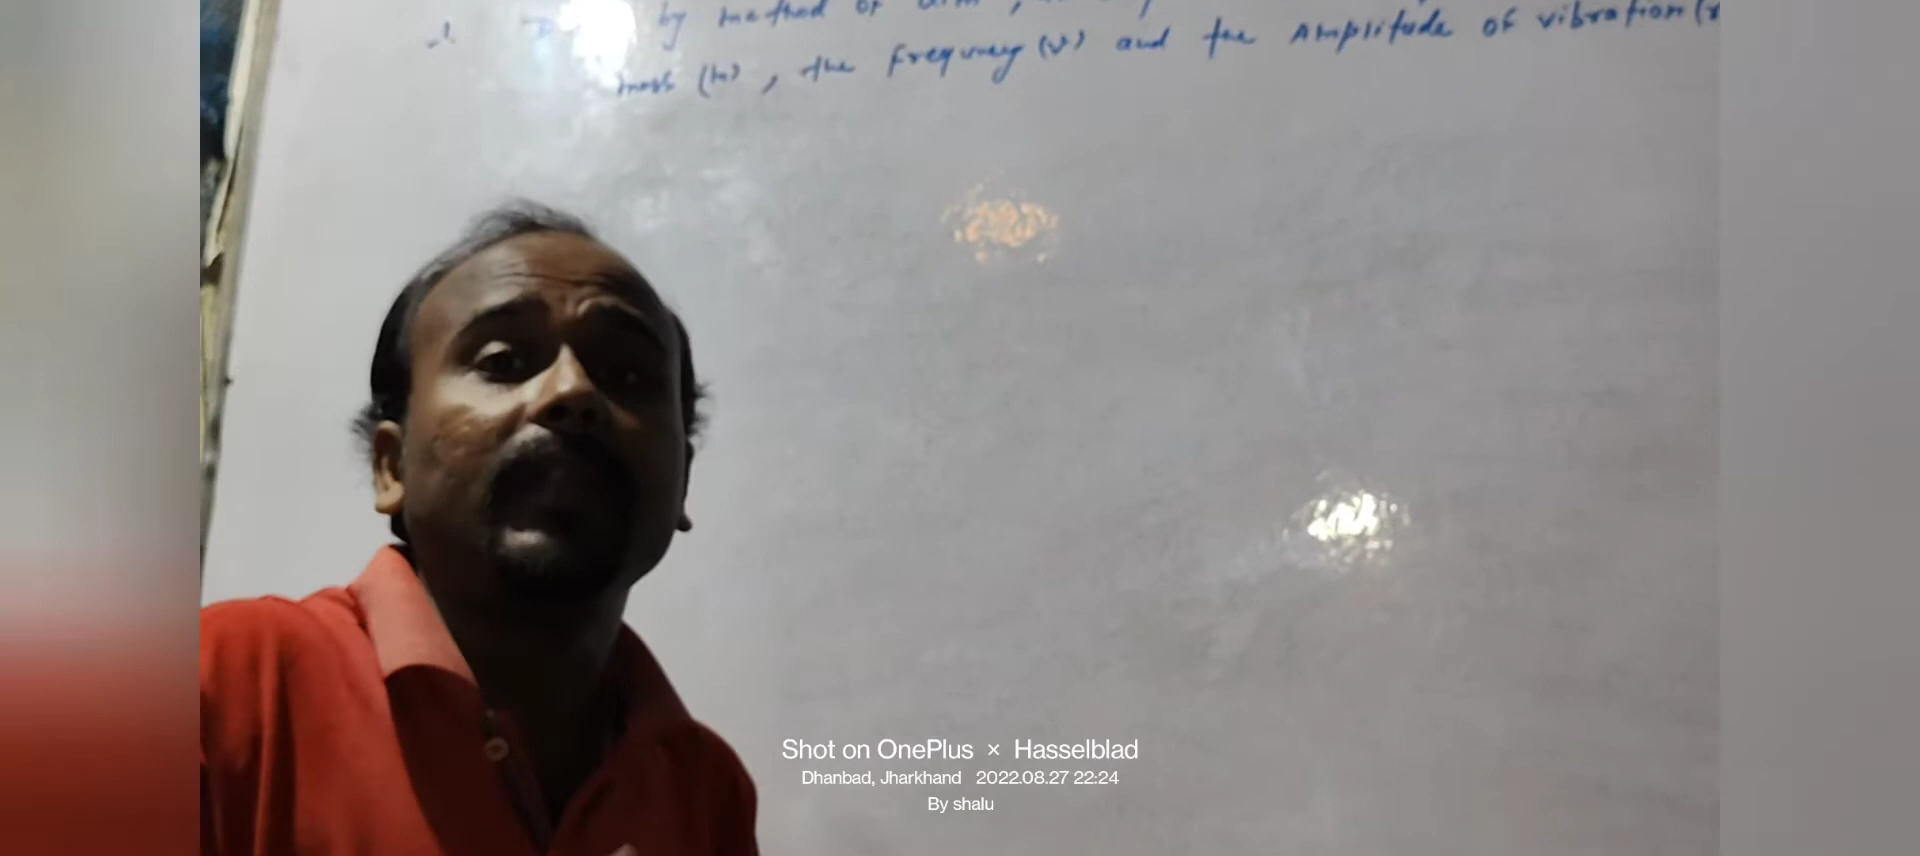 by method of
mass (m), the frequency (ν) and the Amplitude of vibration (r
Shot on OnePlus × Hasselblad
Dhanbad, Jharkhand 2022.08.27 22:24
By shalu